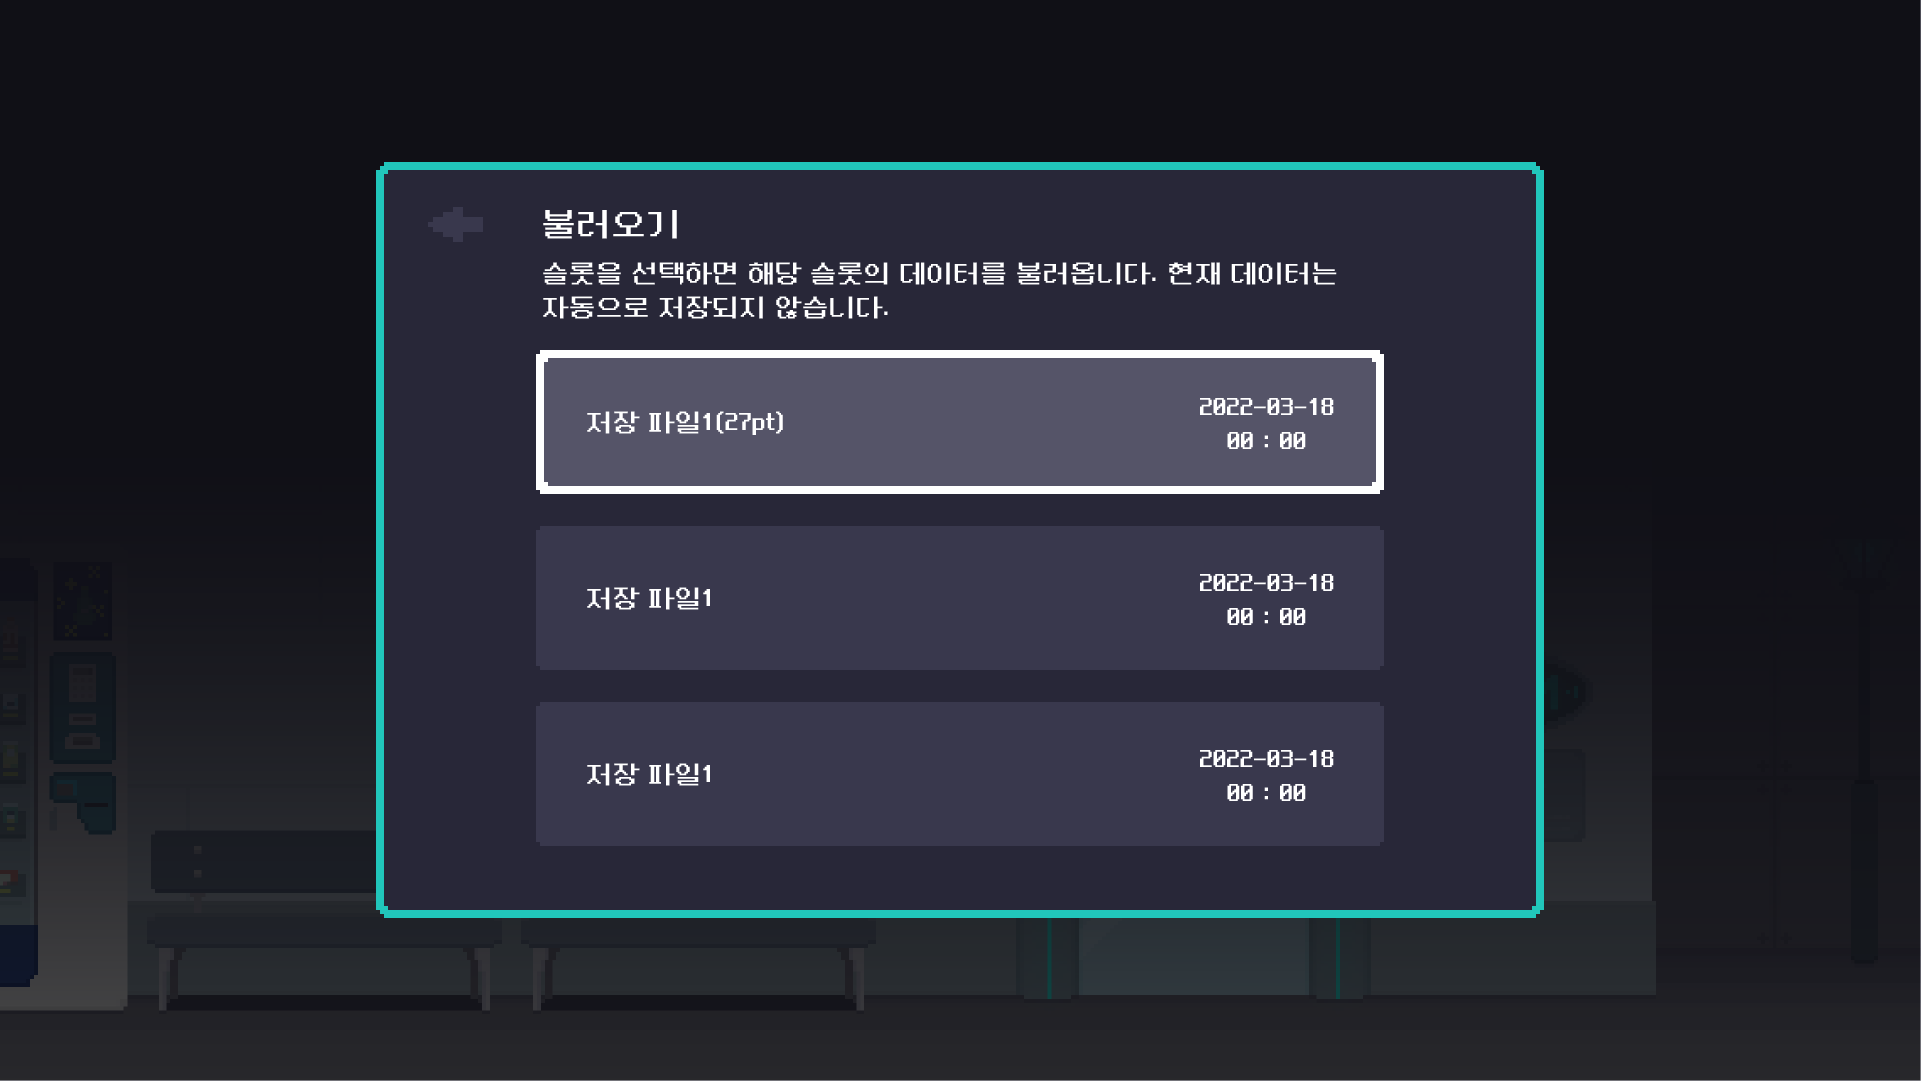 불러오기
슬롯을 선택하면 해당 슬롯의 데이터를 불러옵니다. 현재 데이터는
자동으로 저장되지 않습니다.
저장 파일1(27pt)
2022-03-18
00 : 00
저장 파일1
2022-03-18
00 : 00
저장 파일1
2022-03-18
00 : 00